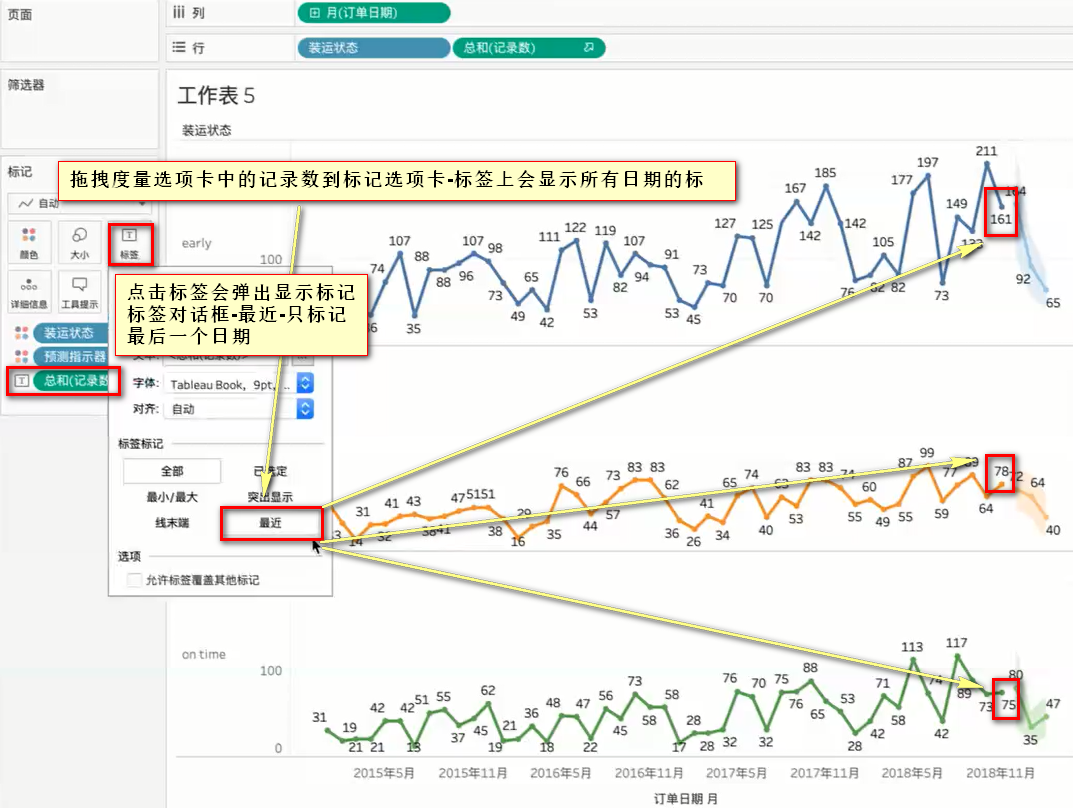 页面
iii 列
月(订单日期)
行
装运状态
总和(记录数)
筛选器
工作表 5
装运状态
标记
拖拽度量选项卡中的记录数到标记选项卡-标签上会显示所有日期的标
自动
颜色
大小
标签
详细信息
工具提示
点击标签会弹出显示标记
标签对话框-最近-只标记
最后一个日期
装运状态
预测指示器
总和(记录数
字体:
Tableau Book, 9pt, ..
对齐:
自动
标签标记
全部
已选定
最小/最大
突出显示
线末端
最近
选项
允许标签覆盖其他标记
early
100
74
107
35
88
88
96
107
98
73
49
65
42
111
122
53
119
82
107
94
91
53
45
73
70
127
125
70
167
142
185
142
76
105
82
82
177
197
73
149
211
161
92
65
31
32
41
43
38
41
47
51
51
38
16
35
76
66
44
57
73
83
83
62
36
26
41
34
65
74
40
53
83
83
55
60
49
87
55
99
59
77
64
78
72
64
40
on time
100
0
31
19
21
21
42
42
13
51
55
37
45
62
19
21
36
18
48
47
22
56
45
73
58
58
17
28
28
32
76
70
32
75
76
88
65
53
28
42
71
58
113
74
42
117
89
73
75
80
35
47
2015年5月
2015年11月
2016年5月
2016年11月
2017年5月
2017年11月
2018年5月
2018年11月
订单日期 月